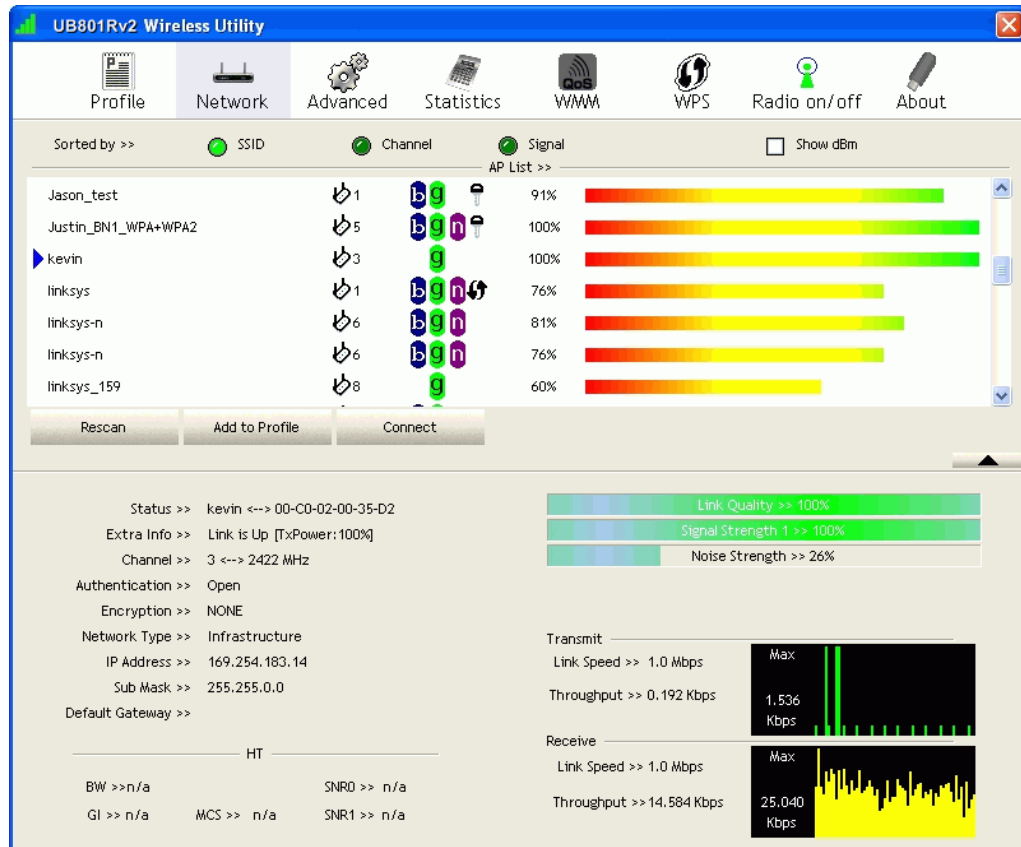 UB801Rv2 Wireless Utility
Profile Network Advanced Statistics QoS WMM WPS Radio on/off About
Sorted by >> SSID Channel Signal Show dBm
AP List >>
Jason_test 1 b g 91%
Justin_BN1_WPA+WPA2 5 b g n 100%
kevin 3 g 100%
linksys 1 b g n 76%
linksys-n 6 b g n 81%
linksys-n 6 b g n 76%
linksys_159 8 g 60%
Rescan Add to Profile Connect
Status >> kevin <--> 00-C0-02-00-35-D2
Extra Info >> Link is Up [TxPower:100%]
Channel >> 3 <--> 2422 MHz
Authentication >> Open
Encryption >> NONE
Network Type >> Infrastructure
IP Address >> 169.254.183.14
Sub Mask >> 255.255.0.0
Default Gateway >>
HT
BW >>n/a SNR0 >> n/a
GI >> n/a MCS >> n/a SNR1 >> n/a
Link Quality >> 100%
Signal Strength 1 >> 100%
Noise Strength >> 26%
Transmit
Link Speed >> 1.0 Mbps
Throughput >> 0.192 Kbps
Max
1.536
Kbps
Receive
Link Speed >> 1.0 Mbps
Throughput >> 14.584 Kbps
Max
25.040
Kbps